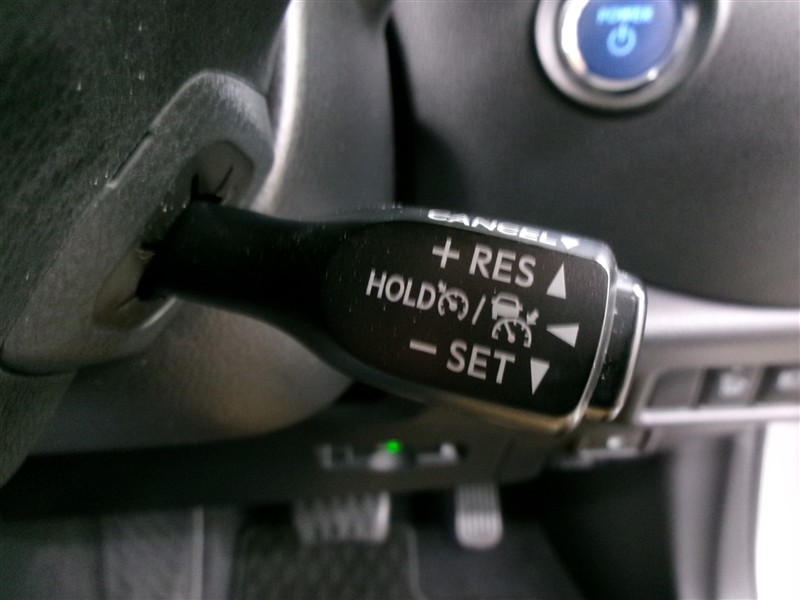 POWER
CANCEL
+ RES
HOLD /
− SET